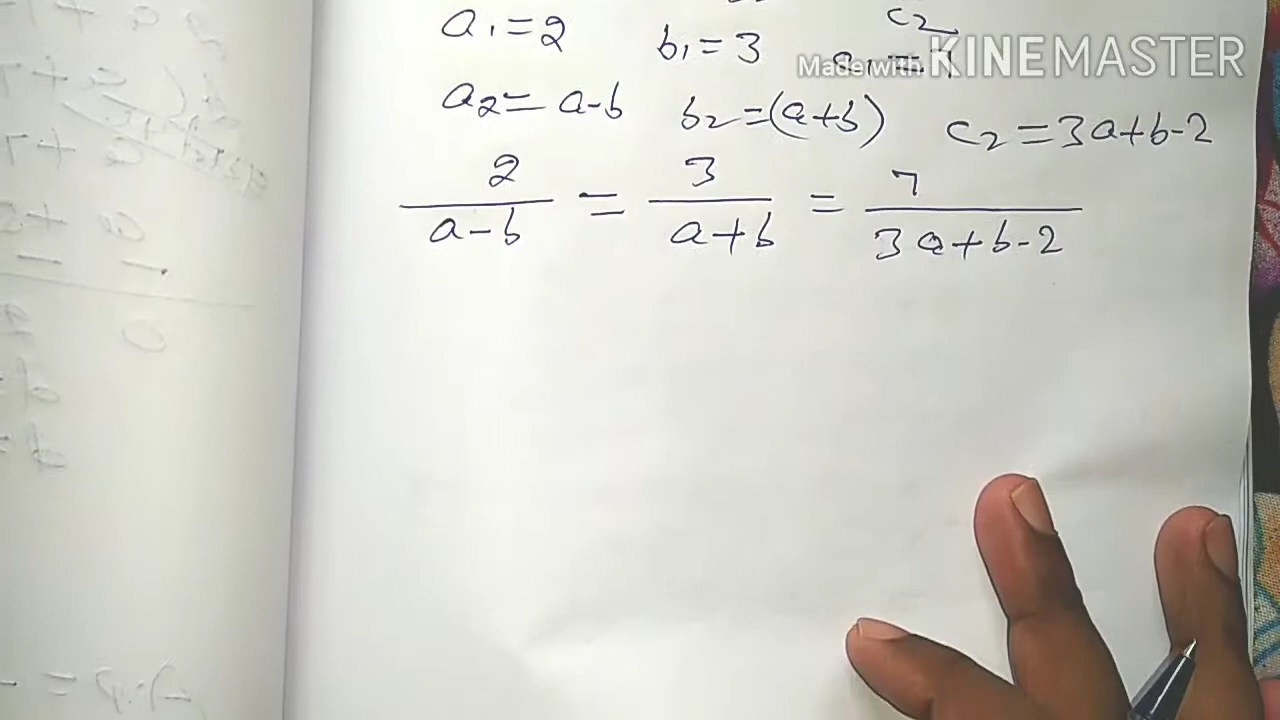 a1=2 b1=3 c2
Made with KINEMASTER
a2=a-b b2=(a+b) c2=3a+b-2
2/(a-b) = 3/(a+b) = 7/(3a+b-2)